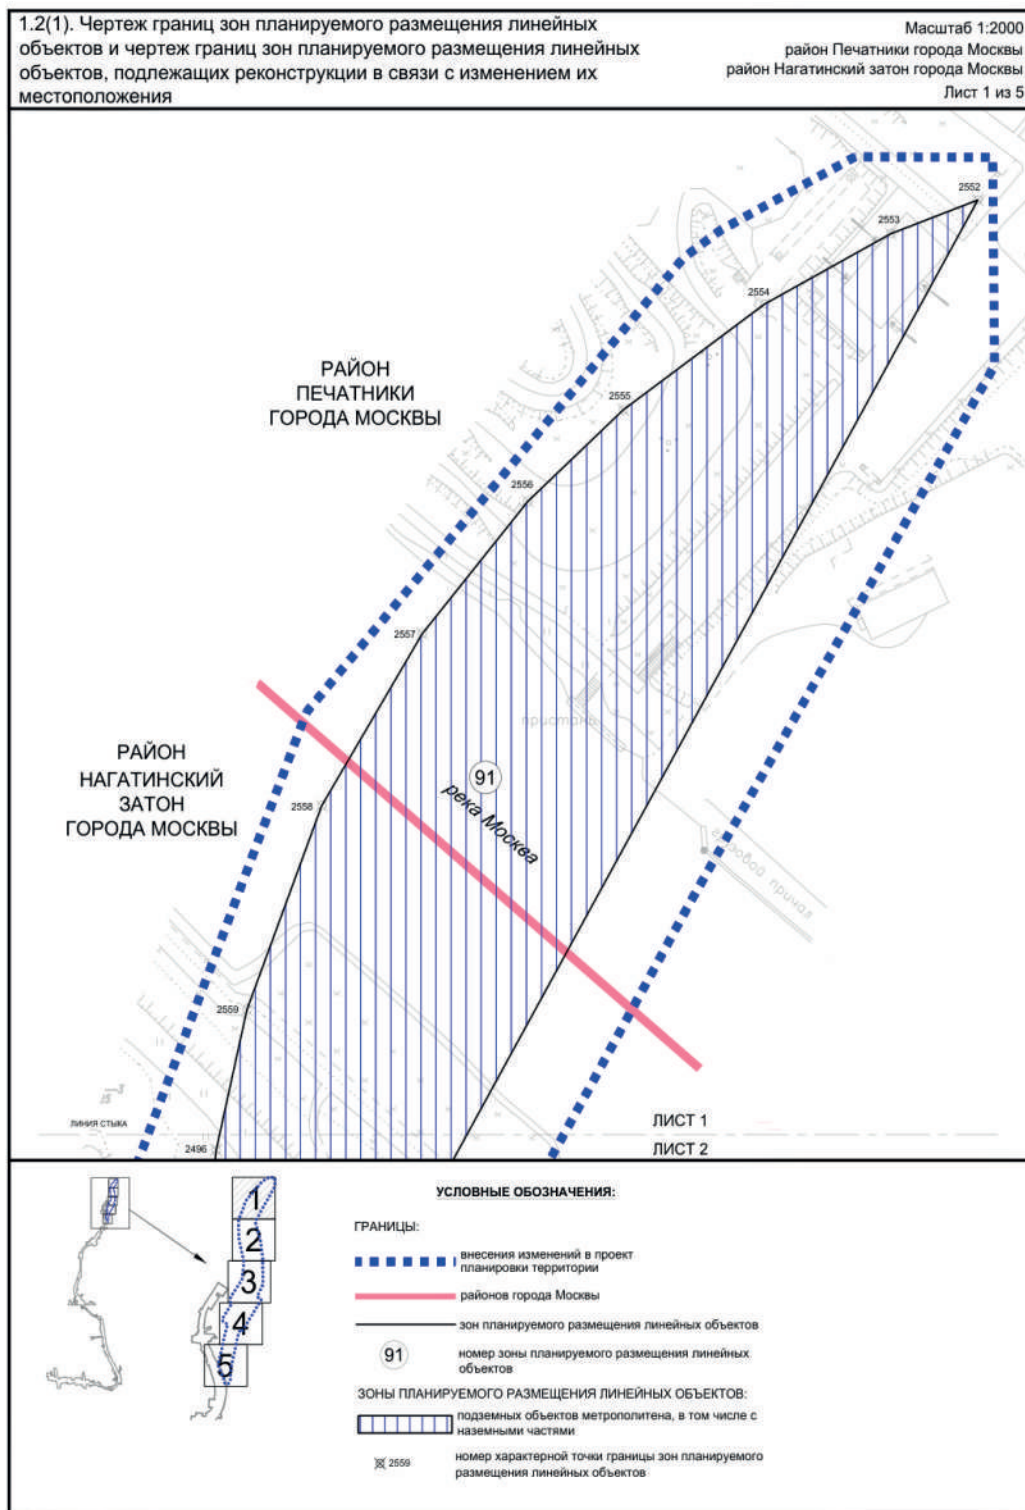 1.2(1). Чертеж границ зон планируемого размещения линейных
объектов и чертеж границ зон планируемого размещения линейных
объектов, подлежащих реконструкции в связи с изменением их
местоположения
Масштаб 1:2000
район Печатники города Москвы
район Нагатинский затон города Москвы
Лист 1 из 5
2552
2553
2554
РАЙОН
ПЕЧАТНИКИ
ГОРОДА МОСКВЫ
2555
2556
2557
пристань
РАЙОН
НАГАТИНСКИЙ
ЗАТОН
ГОРОДА МОСКВЫ
91
река Москва
2558
причал
2559
ЛИНИЯ СТЫКА
ЛИСТ 1
2496
ЛИСТ 2
1
2
3
4
5
УСЛОВНЫЕ ОБОЗНАЧЕНИЯ:
ГРАНИЦЫ:
внесения изменений в проект
планировки территории
районов города Москвы
зон планируемого размещения линейных объектов
91
номер зоны планируемого размещения линейных
объектов
ЗОНЫ ПЛАНИРУЕМОГО РАЗМЕЩЕНИЯ ЛИНЕЙНЫХ ОБЪЕКТОВ:
подземных объектов метрополитена, в том числе с
наземными частями
2559
номер характерной точки границы зон планируемого
размещения линейных объектов